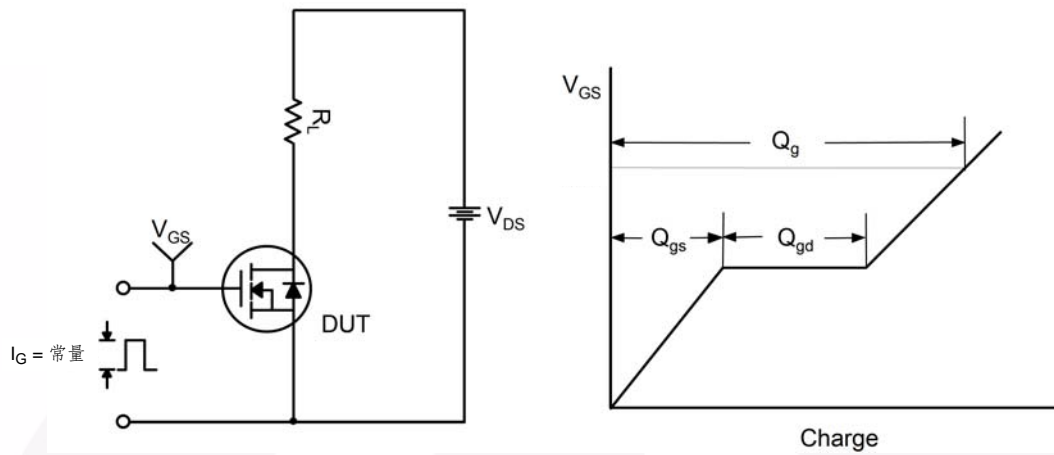 R_L
V_DS
V_GS
DUT
I_G = 常量
V_GS
Q_g
Q_gs
Q_gd
Charge